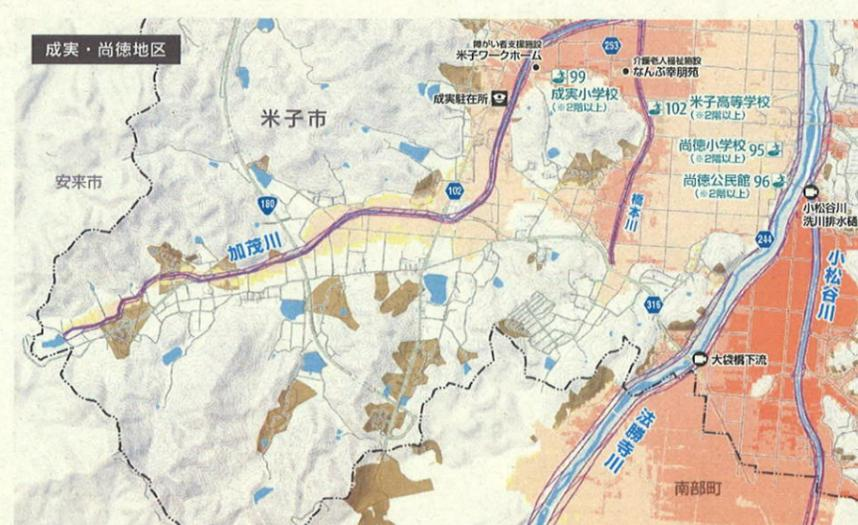 成実・尚徳地区
障がい者支援施設
米子ワークホーム
253
介護老人福祉施設
なんぶ幸朋苑
99
成実小学校
(※2階以上)
成実駐在所
102 米子高等学校
(※2階以上)
米子市
尚徳小学校 95
(※2階以上)
安来市
尚徳公民館 96
(※2階以上)
102
180
橋本川
小松谷川
洗川排水樋
加茂川
244
小松谷川
316
大袋橋下流
法勝寺川
南部町